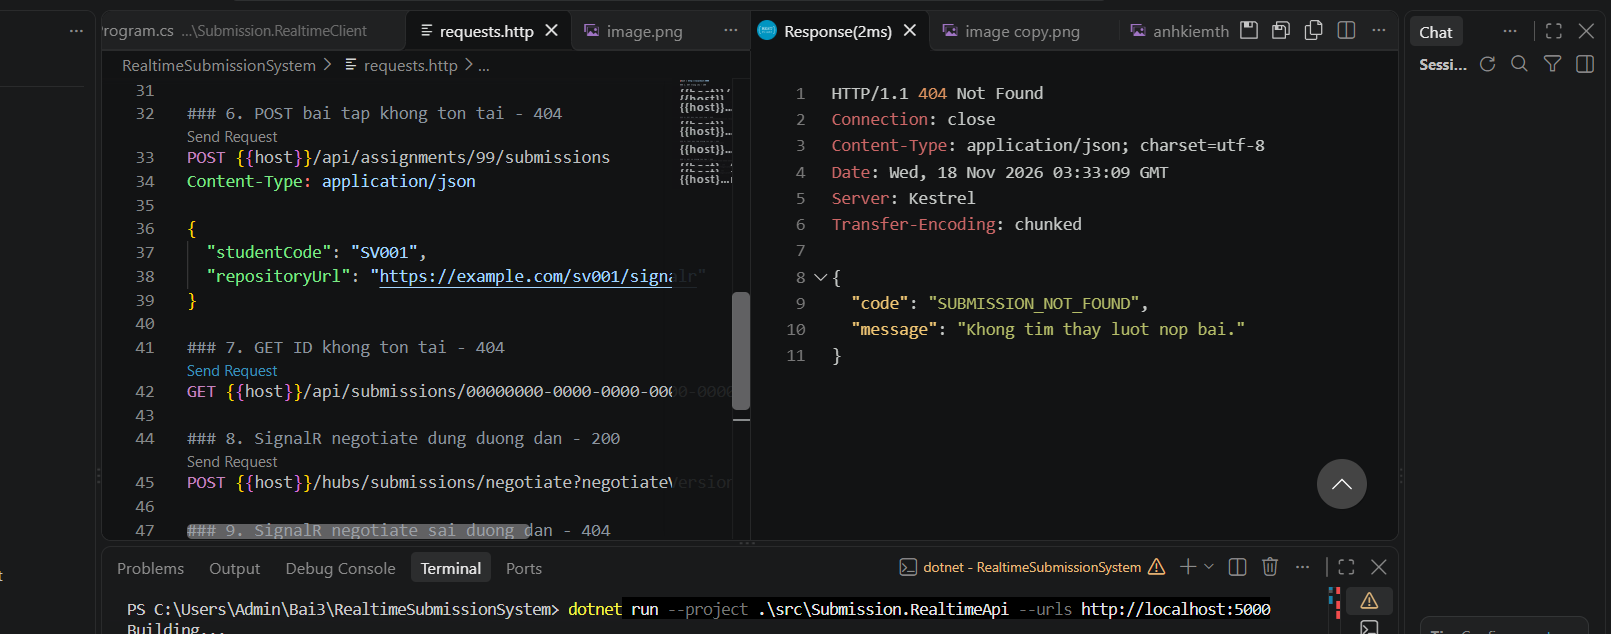 rogram.cs ...\Submission.RealtimeClient
requests.http
image.png
Response(2ms)
image copy.png
anhkiemth
Chat
RealtimeSubmissionSystem > requests.http > ...
Sessi...
31
32 ### 6. POST bai tap khong ton tai - 404
Send Request
33 POST {{host}}/api/assignments/99/submissions
34 Content-Type: application/json
35
36 {
37 "studentCode": "SV001",
38 "repositoryUrl": "https://example.com/sv001/signalr"
39 }
40
41 ### 7. GET ID khong ton tai - 404
Send Request
42 GET {{host}}/api/submissions/00000000-0000-0000-0000-0000
43
44 ### 8. SignalR negotiate dung duong dan - 200
Send Request
45 POST {{host}}/hubs/submissions/negotiate?negotiateVersion
46
47 ### 9. SignalR negotiate sai duong dan - 404
1 HTTP/1.1 404 Not Found
2 Connection: close
3 Content-Type: application/json; charset=utf-8
4 Date: Wed, 18 Nov 2026 03:33:09 GMT
5 Server: Kestrel
6 Transfer-Encoding: chunked
7
8 {
9 "code": "SUBMISSION_NOT_FOUND",
10 "message": "Khong tim thay luot nop bai."
11 }
Problems Output Debug Console Terminal Ports
dotnet - RealtimeSubmissionSystem
PS C:\Users\Admin\Bai3\RealtimeSubmissionSystem> dotnet run --project .\src\Submission.RealtimeApi --urls http://localhost:5000
Building...